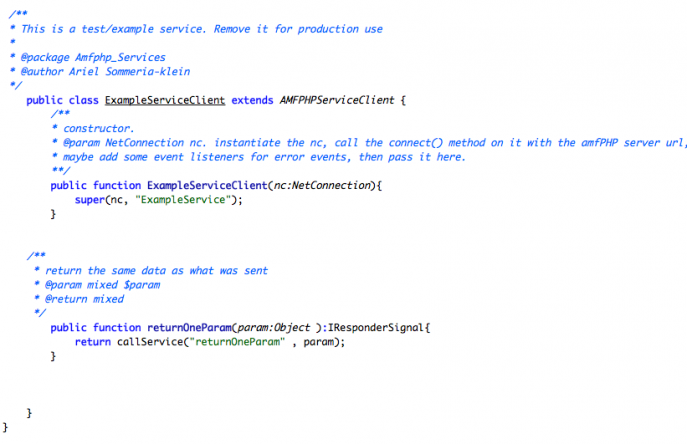 /**
* This is a test/example service. Remove it for production use
*
* @package Amfphp_Services
* @author Ariel Sommeria-klein
*/
public class ExampleServiceClient extends AMFPHPServiceClient {
/**
* constructor.
* @param NetConnection nc. instantiate the nc, call the connect() method on it with the amfPHP server url,
* maybe add some event listeners for error events, then pass it here.
**/
public function ExampleServiceClient(nc:NetConnection){
super(nc, "ExampleService");
}
/**
* return the same data as what was sent
* @param mixed $param
* @return mixed
*/
public function returnOneParam(param:Object ):IResponderSignal{
return callService("returnOneParam" , param);
}
}
}